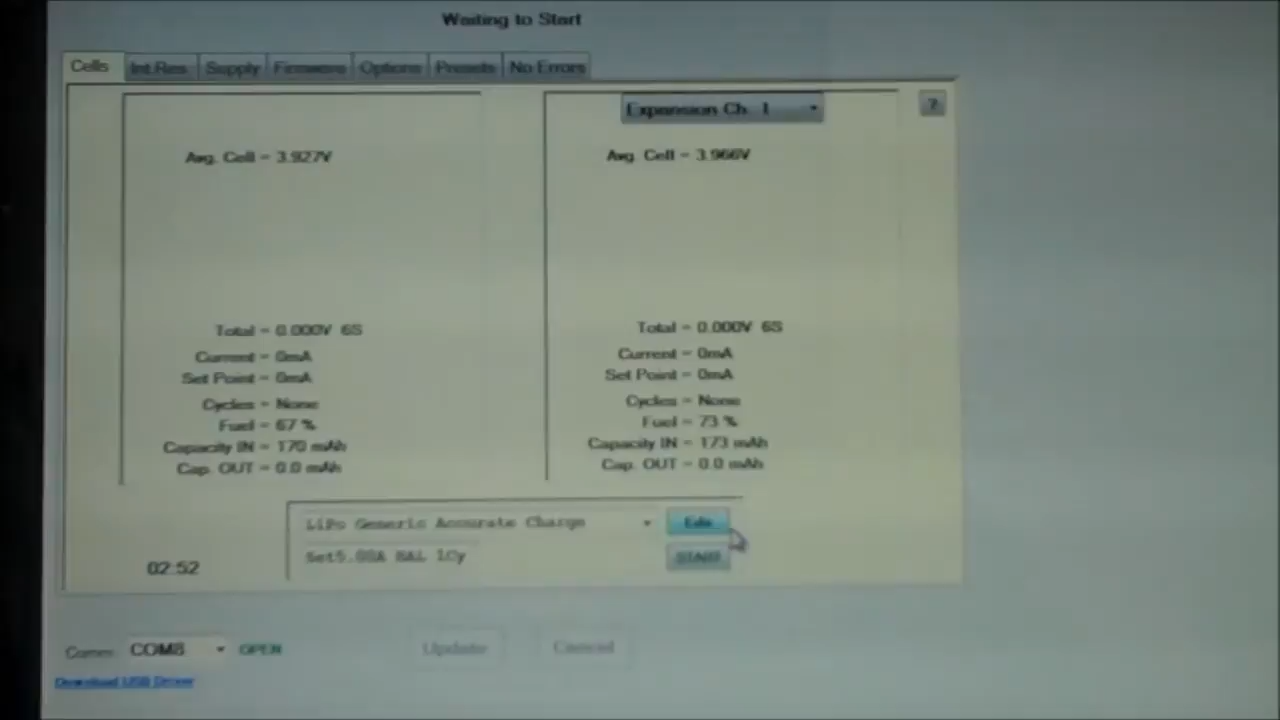 Waiting to Start
Cells Int.Res. Supply Firmware Options Presets No Errors
Expansion Ch. 1 ?
Avg. Cell = 3.927V
Avg. Cell = 3.966V
Total = 0.000V 6S
Current = 0mA
Set Point = 0mA
Cycles = None
Fuel = 67 %
Capacity IN = 170 mAh
Cap. OUT = 0.0 mAh
Total = 0.000V 6S
Current = 0mA
Set Point = 0mA
Cycles = None
Fuel = 73 %
Capacity IN = 173 mAh
Cap. OUT = 0.0 mAh
LiPo Generic Accurate Charge Edit
BAL 1Cy START
02:52
Comm: COM8 OPEN Update Cancel
Download USB Driver